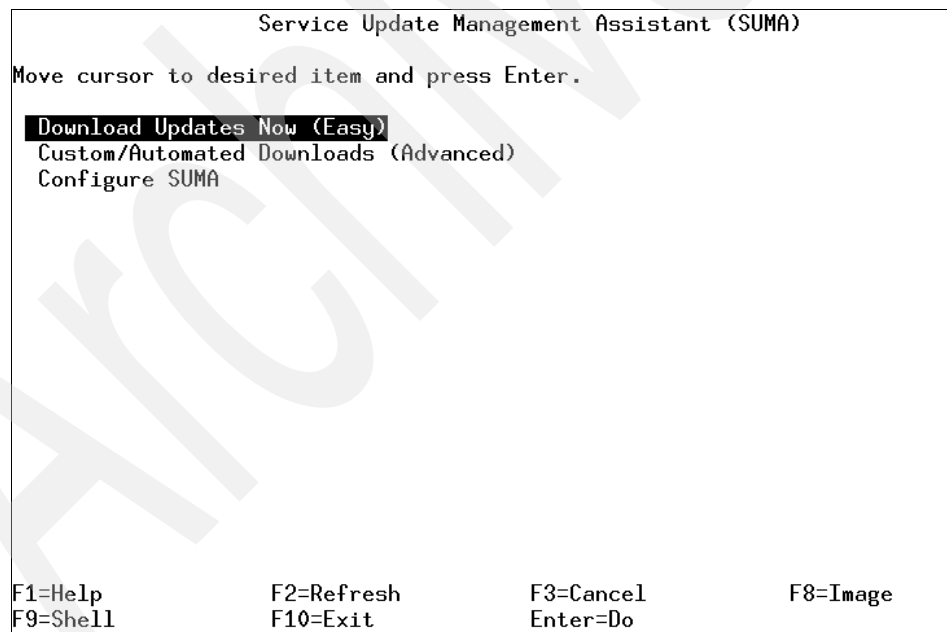 Service Update Management Assistant (SUMA)
Move cursor to desired item and press Enter.
Download Updates Now (Easy)
Custom/Automated Downloads (Advanced)
Configure SUMA
F1=Help F2=Refresh F3=Cancel F8=Image
F9=Shell F10=Exit Enter=Do
Archive